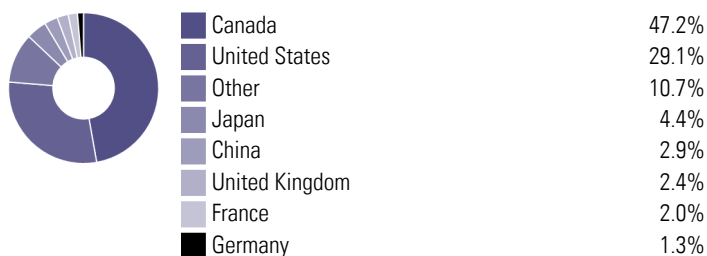 Canada 47.2%
United States 29.1%
Other 10.7%
Japan 4.4%
China 2.9%
United Kingdom 2.4%
France 2.0%
Germany 1.3%